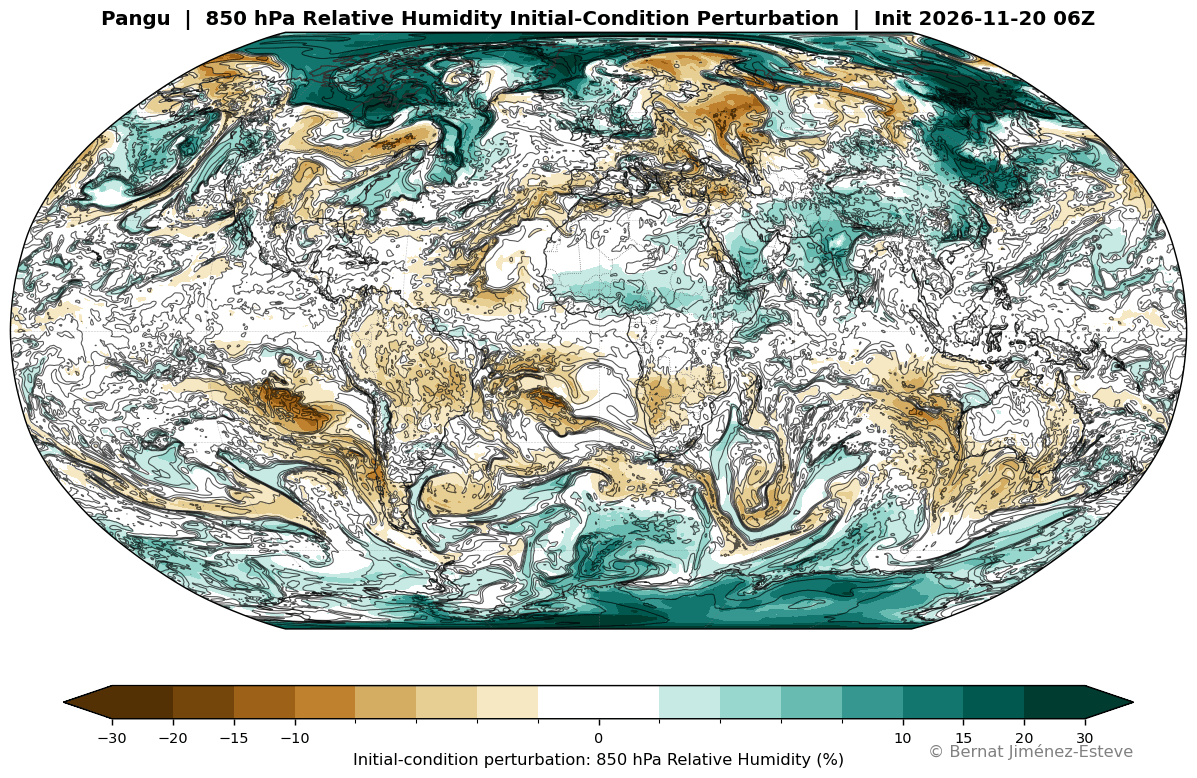 Pangu | 850 hPa Relative Humidity Initial-Condition Perturbation | Init 2026-11-20 06Z
−30 −20 −15 −10 0 10 15 20 30
Initial-condition perturbation: 850 hPa Relative Humidity (%)
© Bernat Jiménez-Esteve